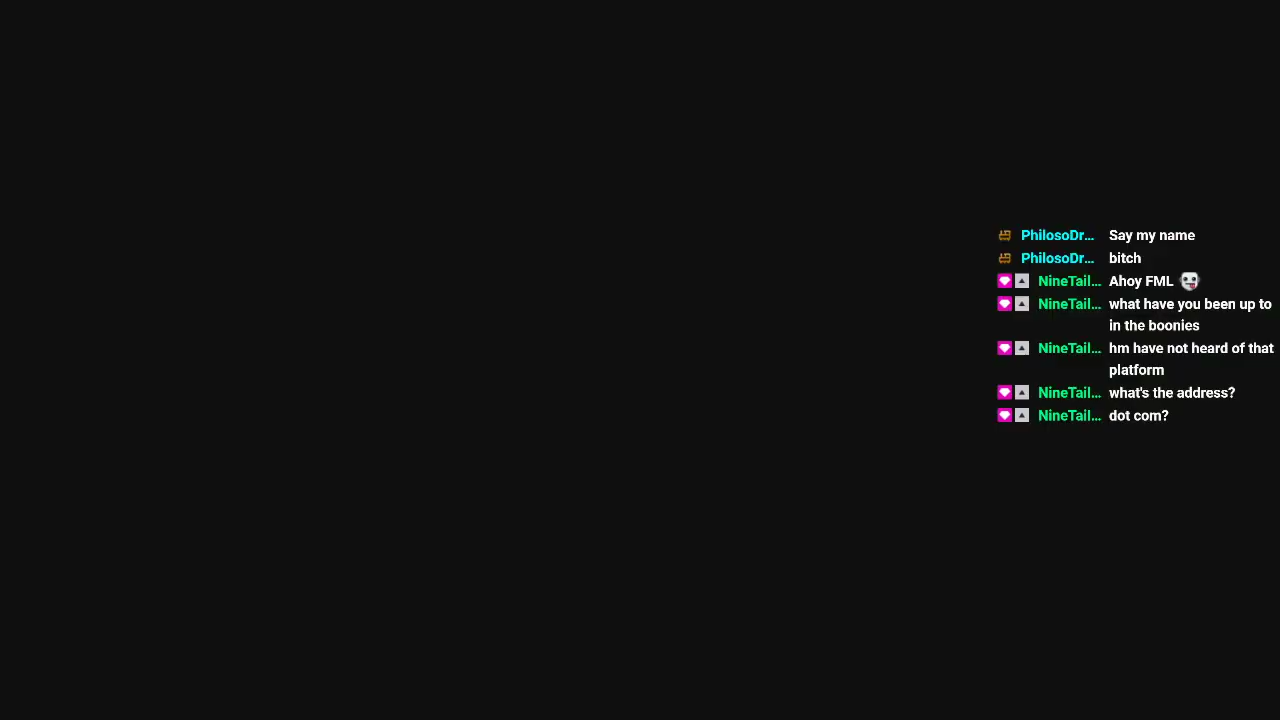 PhilosoDr... Say my name
PhilosoDr... bitch
NineTail... Ahoy FML
NineTail... what have you been up to
in the boonies
NineTail... hm have not heard of that
platform
NineTail... what's the address?
NineTail... dot com?